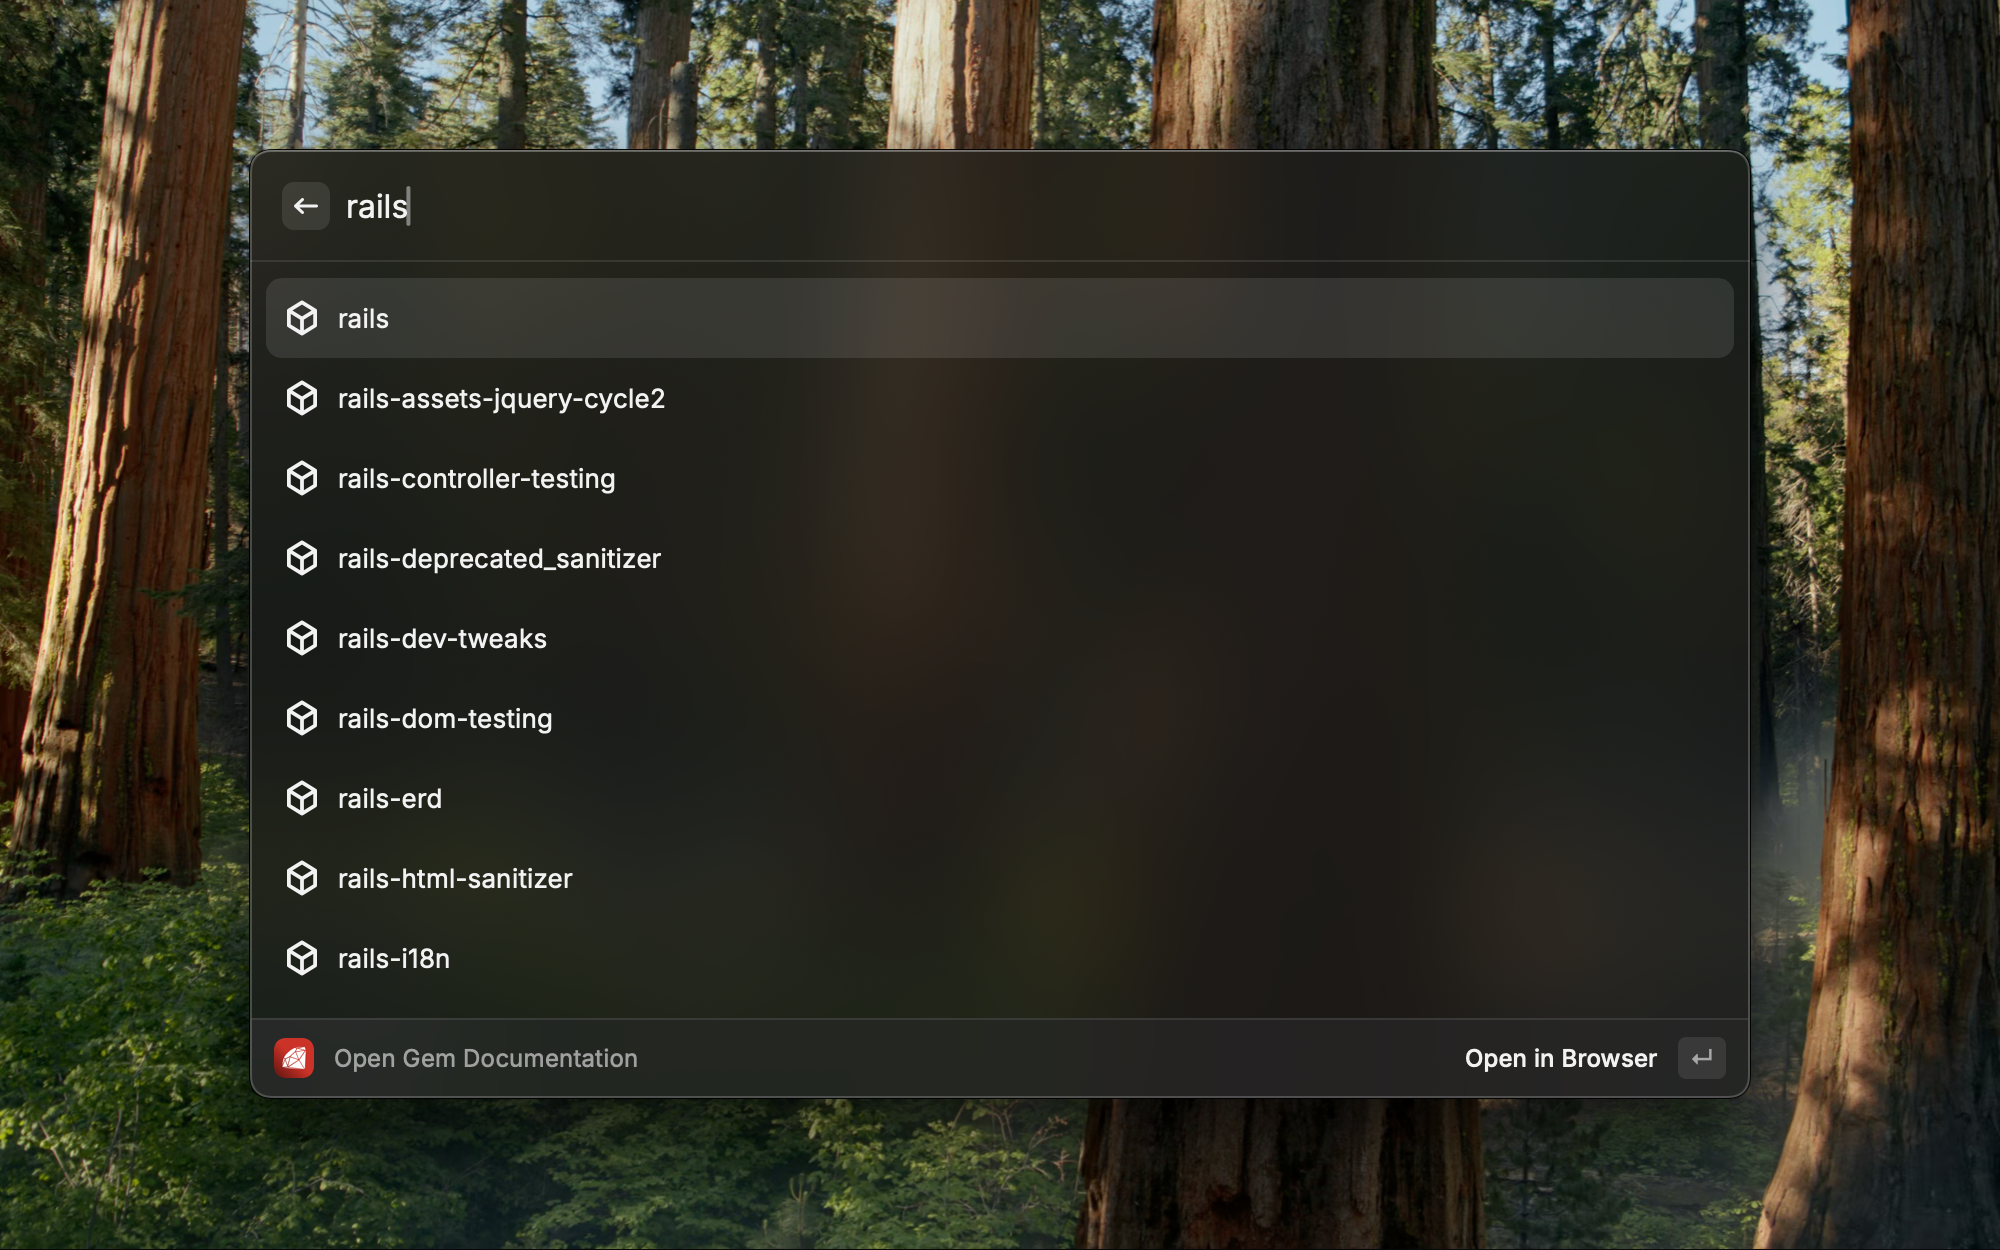 rails
rails
rails-assets-jquery-cycle2
rails-controller-testing
rails-deprecated_sanitizer
rails-dev-tweaks
rails-dom-testing
rails-erd
rails-html-sanitizer
rails-i18n
Open Gem Documentation
Open in Browser